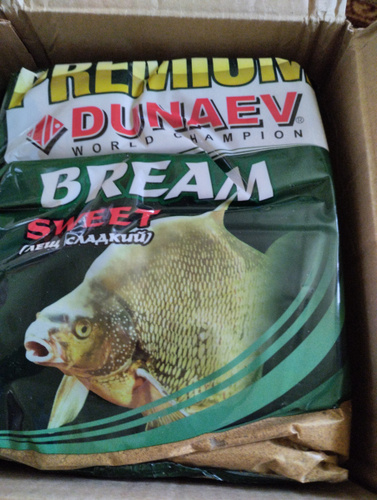 PREMIUM
DUNAEV®
WORLD CHAMPION
BREAM
SWEET
(ЛЕЩ СЛАДКИЙ)